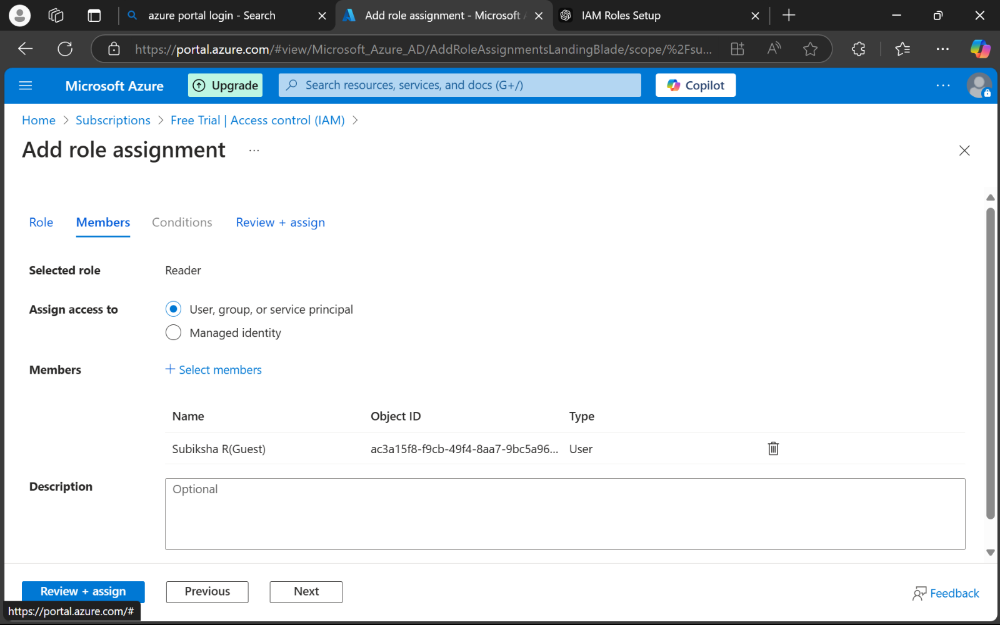 azure portal login - Search
Add role assignment - Microsoft A
IAM Roles Setup
https://portal.azure.com/#view/Microsoft_Azure_AD/AddRoleAssignmentsLandingBlade/scope/%2Fsu...
Microsoft Azure
Upgrade
Search resources, services, and docs (G+/)
Copilot
Home > Subscriptions > Free Trial | Access control (IAM) >
Add role assignment ...
Role Members Conditions Review + assign
Selected role Reader
Assign access to User, group, or service principal
Managed identity
Members + Select members
Name Object ID Type
Subiksha R(Guest) ac3a15f8-f9cb-49f4-8aa7-9bc5a96... User
Description Optional
Review + assign Previous Next Feedback
https://portal.azure.com/#